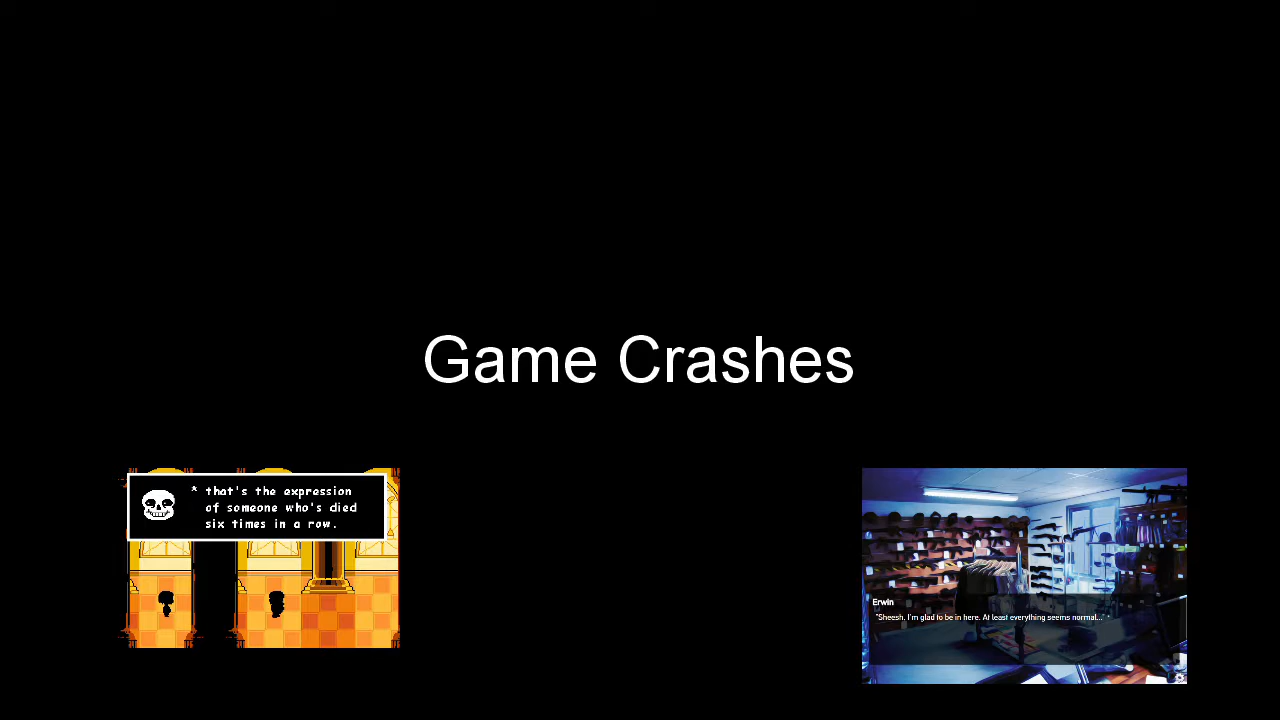 Game Crashes
* that's the expression
of someone who's died
six times in a row.
Erwin
"Sheesh. I'm glad to be in here. At least everything seems normal..."